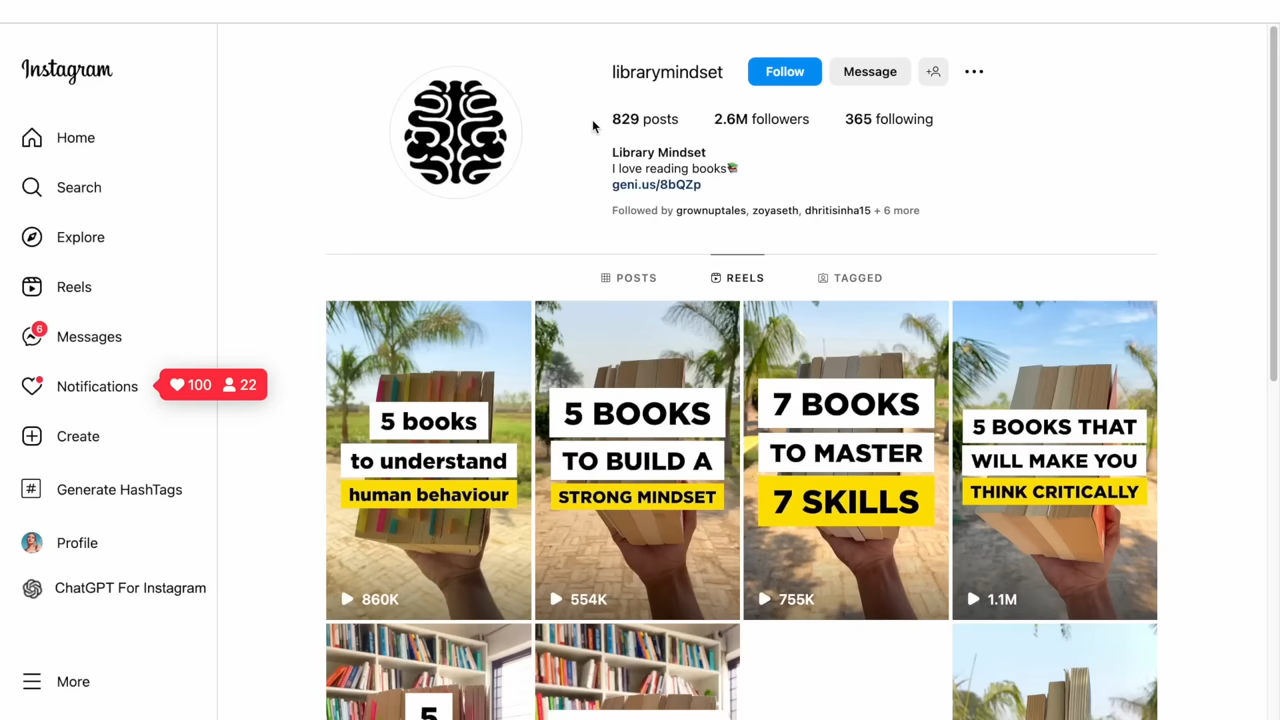 Instagram
Home
Search
Explore
Reels
6
Messages
Notifications
100 22
Create
#
Generate HashTags
Profile
ChatGPT For Instagram
More
librarymindset
Follow
Message
829 posts
2.6M followers
365 following
Library Mindset
I love reading books
geni.us/8bQZp
Followed by grownuptales, zoyaseth, dhritisinha15 + 6 more
POSTS
REELS
TAGGED
5 books
to understand
human behaviour
860K
5 BOOKS
TO BUILD A
STRONG MINDSET
554K
7 BOOKS
TO MASTER
7 SKILLS
755K
5 BOOKS THAT
WILL MAKE YOU
THINK CRITICALLY
1.1M
5